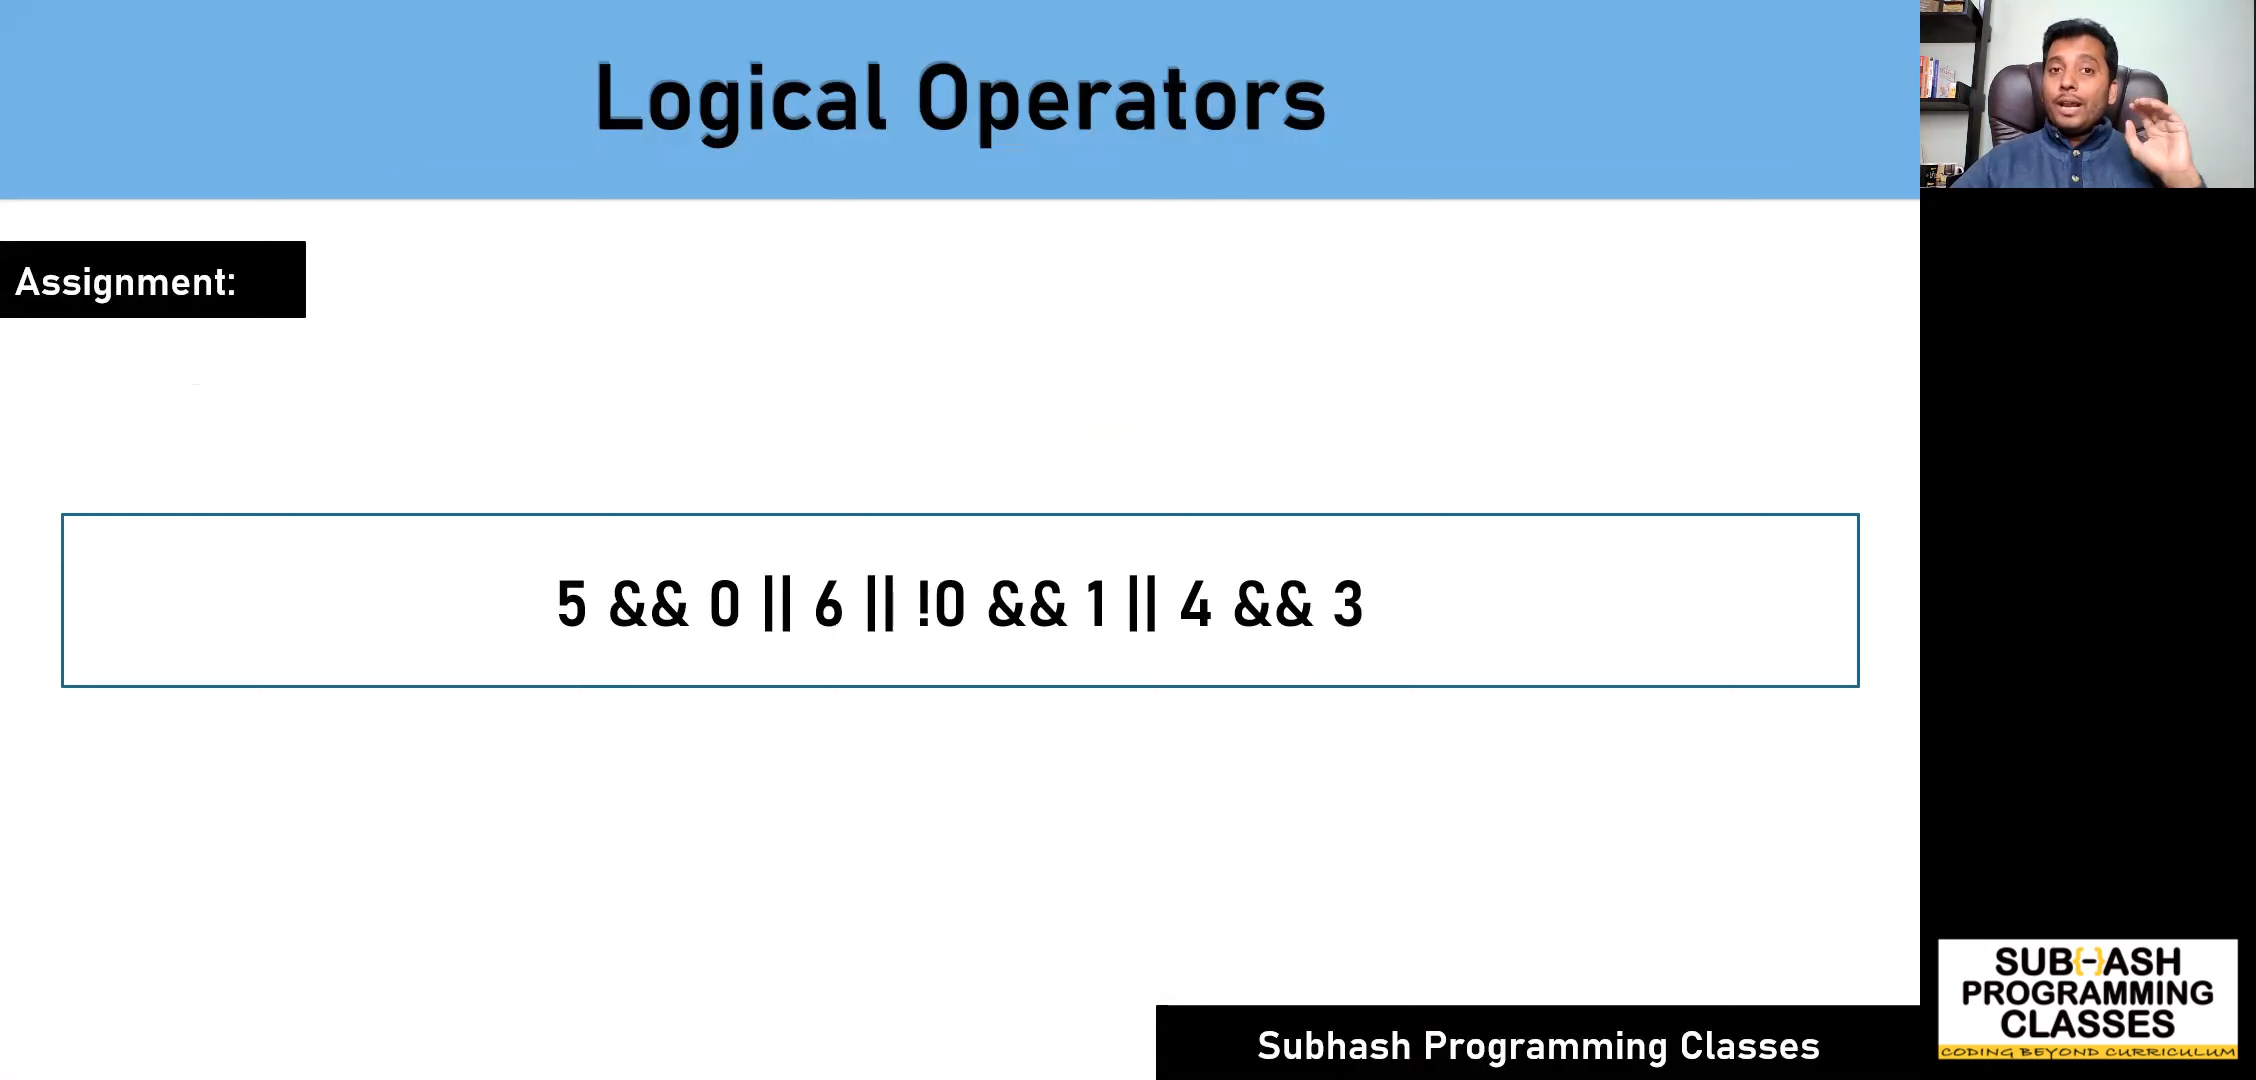 Logical Operators
Assignment:
5 && 0 || 6 || !0 && 1 || 4 && 3
Subhash Programming Classes
SUB{-}ASH
PROGRAMMING
CLASSES
CODING BEYOND CURRICULUM